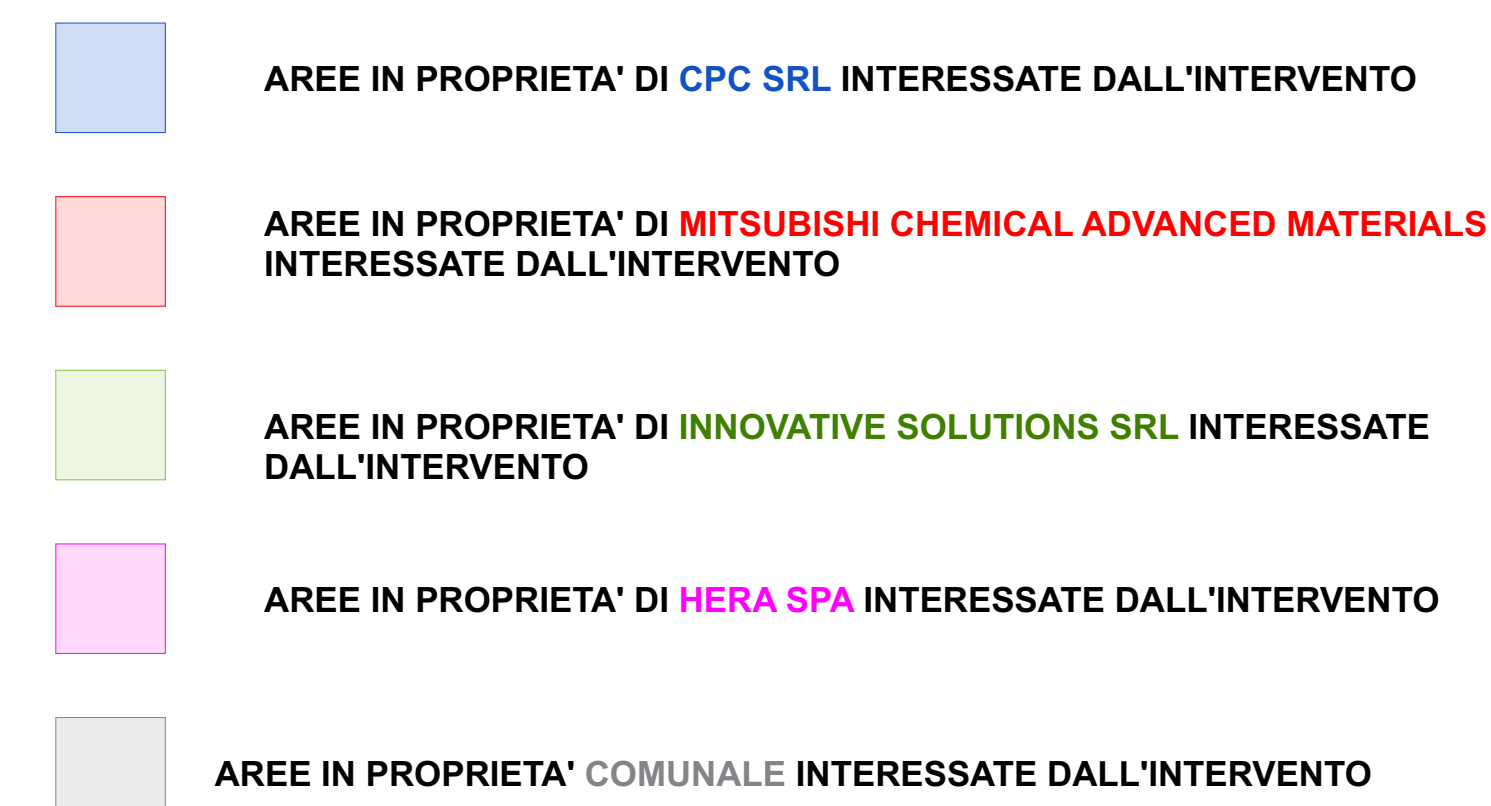 AREE IN PROPRIETA' DI CPC SRL INTERESSATE DALL'INTERVENTO
AREE IN PROPRIETA' DI MITSUBISHI CHEMICAL ADVANCED MATERIALS
INTERESSATE DALL'INTERVENTO
AREE IN PROPRIETA' DI INNOVATIVE SOLUTIONS SRL INTERESSATE
DALL'INTERVENTO
AREE IN PROPRIETA' DI HERA SPA INTERESSATE DALL'INTERVENTO
AREE IN PROPRIETA' COMUNALE INTERESSATE DALL'INTERVENTO